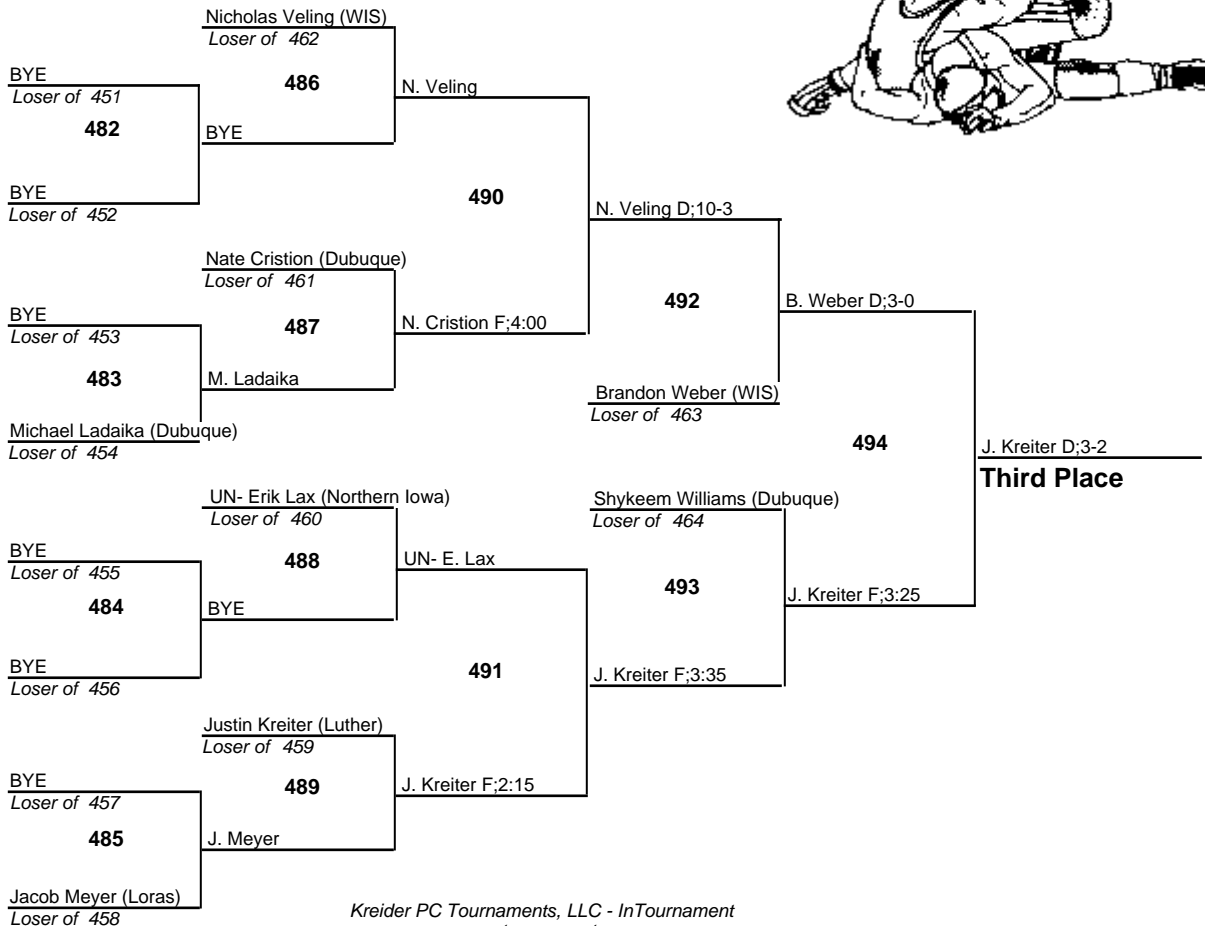 Nicholas Veling (WIS)
Loser of 462
486
BYE
Loser of 451
N. Veling
482
BYE
BYE
Loser of 452
490
N. Veling D;10-3
Nate Cristion (Dubuque)
Loser of 461
492
B. Weber D;3-0
BYE
Loser of 453
487
N. Cristion F;4:00
483
M. Ladaika
Brandon Weber (WIS)
Loser of 463
Michael Ladaika (Dubuque)
Loser of 454
494
J. Kreiter D;3-2
Third Place
UN- Erik Lax (Northern Iowa)
Loser of 460
Shykeem Williams (Dubuque)
Loser of 464
BYE
Loser of 455
488
UN- E. Lax
493
484
BYE
J. Kreiter F;3:25
BYE
Loser of 456
491
J. Kreiter F;3:35
Justin Kreiter (Luther)
Loser of 459
BYE
Loser of 457
489
J. Kreiter F;2:15
485
J. Meyer
Jacob Meyer (Loras)
Loser of 458
Kreider PC Tournaments, LLC - InTournament